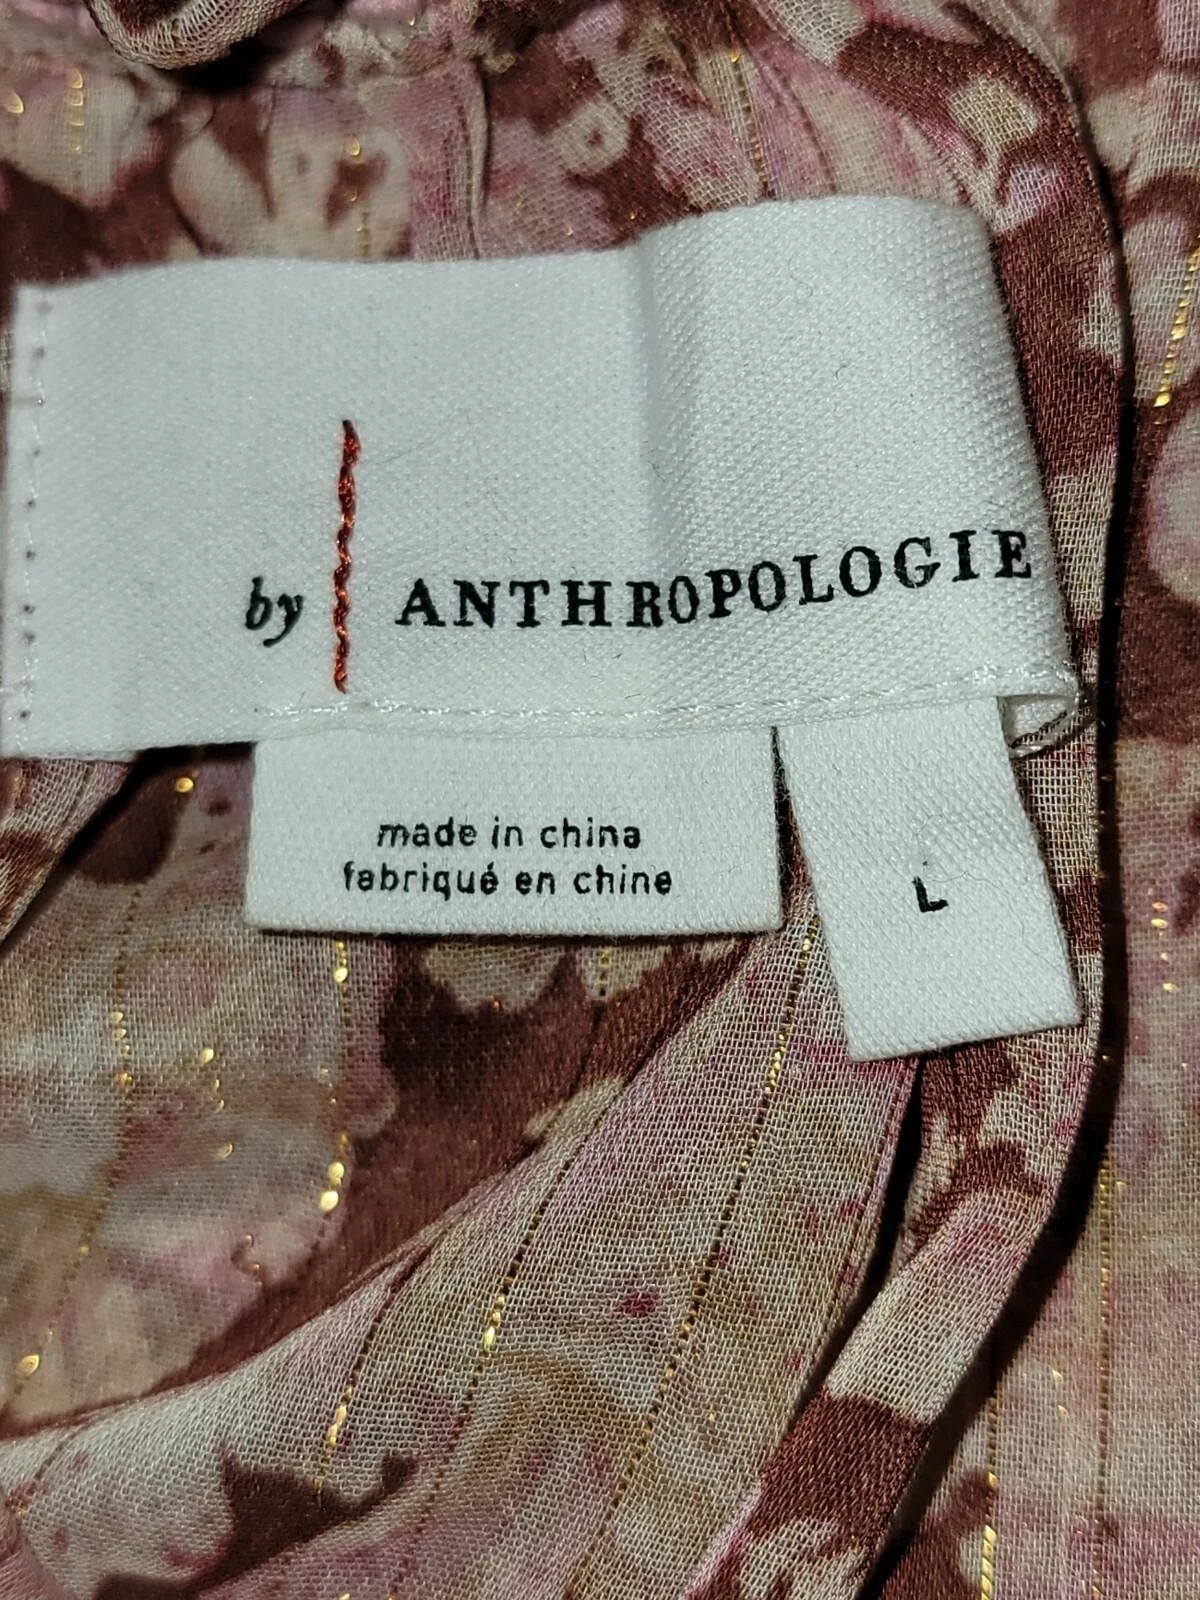 by ANTHROPOLOGIE
made in china
fabriqué en chine
L